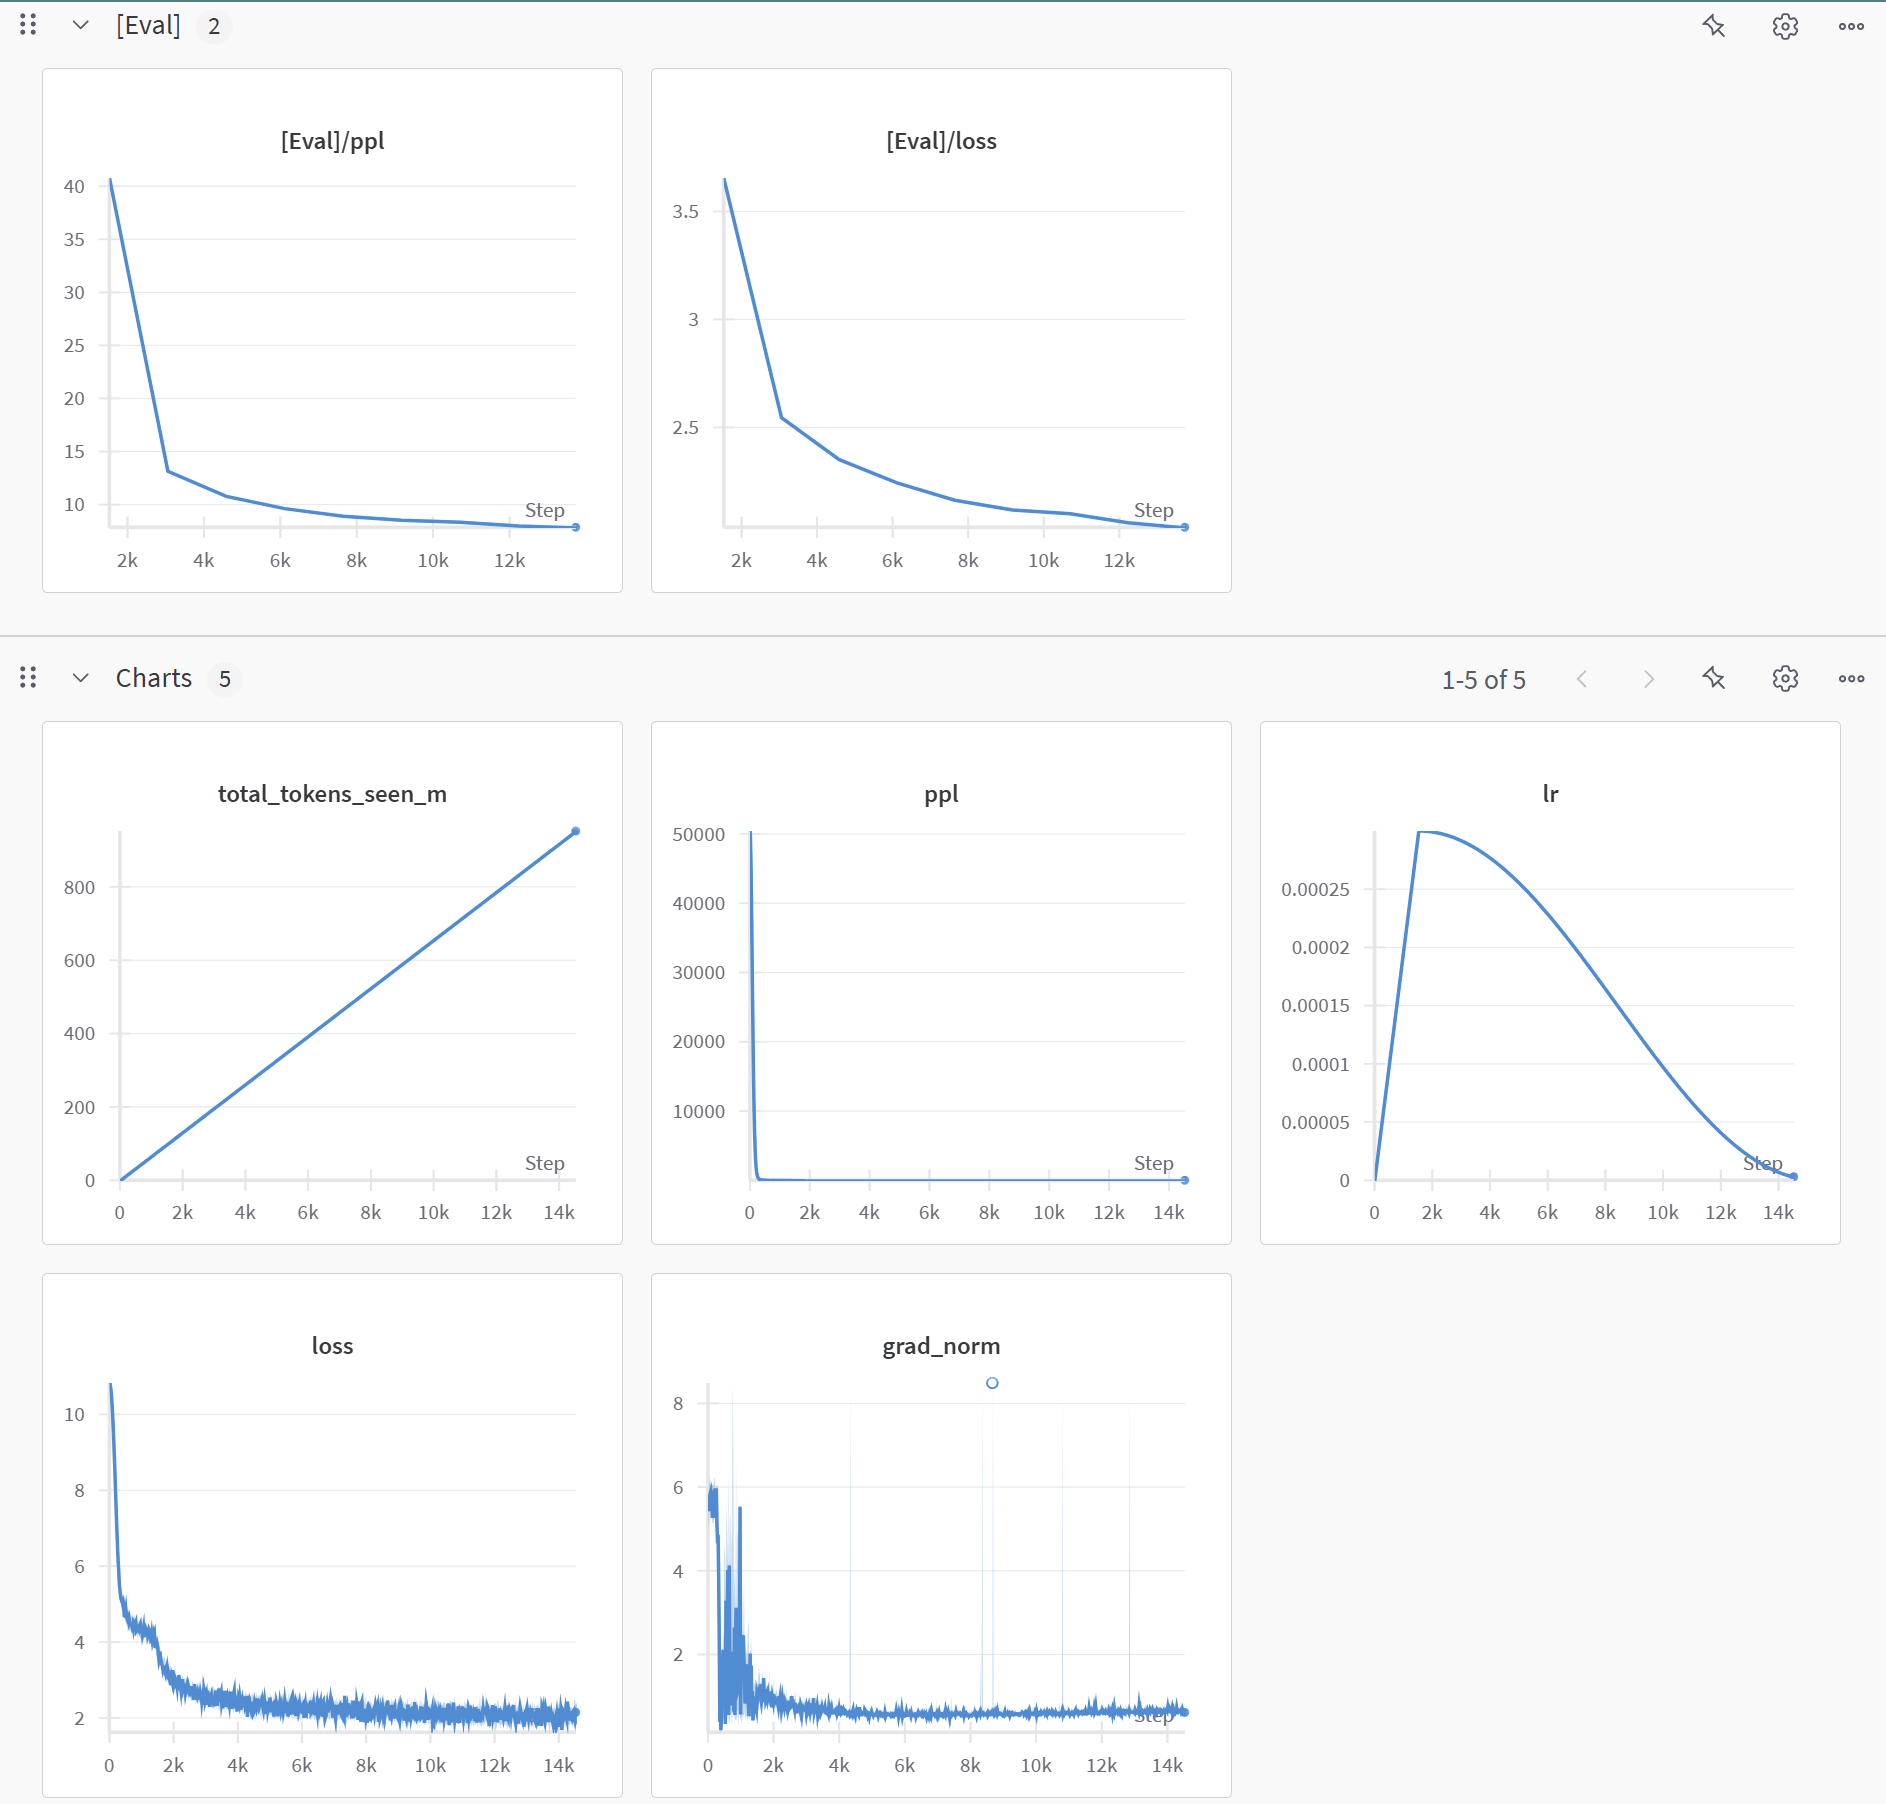 [Eval] 2
[Eval]/ppl
40
35
30
25
20
15
10
Step
2k 4k 6k 8k 10k 12k
[Eval]/loss
3.5
3
2.5
Step
2k 4k 6k 8k 10k 12k
Charts 5
1-5 of 5
total_tokens_seen_m
800
600
400
200
0
Step
0 2k 4k 6k 8k 10k 12k 14k
ppl
50000
40000
30000
20000
10000
Step
0 2k 4k 6k 8k 10k 12k 14k
lr
0.00025
0.0002
0.00015
0.0001
0.00005
0
Step
0 2k 4k 6k 8k 10k 12k 14k
loss
10
8
6
4
2
0 2k 4k 6k 8k 10k 12k 14k
grad_norm
8
6
4
2
Step
0 2k 4k 6k 8k 10k 12k 14k